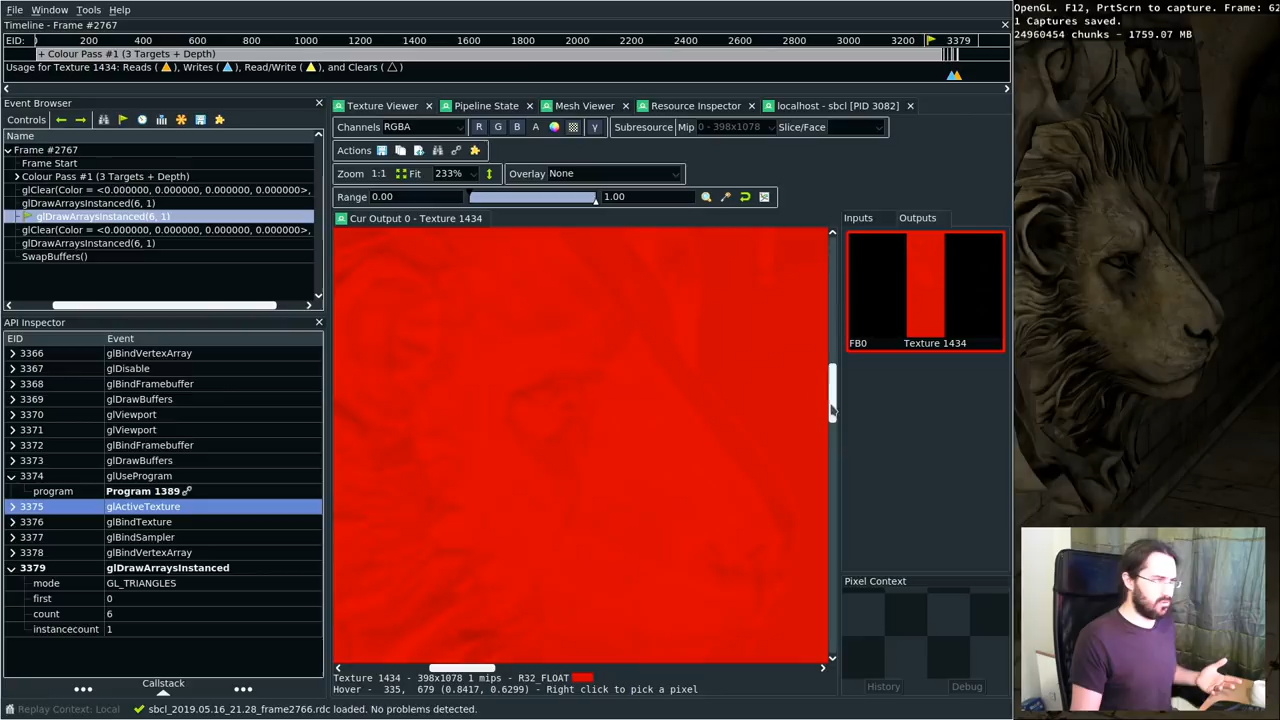 File Window Tools Help
Timeline - Frame #2767
EID: 200 400 600 800 1000 1200 1400 1600 1800 2000 2200 2400 2600 2800 3000 3200 3379
+ Colour Pass #1 (3 Targets + Depth)
Usage for Texture 1434: Reads ( ), Writes ( ), Read/Write ( ), and Clears ( )
Event Browser
Controls
Name
Frame #2767
Frame Start
Colour Pass #1 (3 Targets + Depth)
glClear(Color = <0.000000, 0.000000, 0.000000, 0.000000>,
glDrawArraysInstanced(6, 1)
glDrawArraysInstanced(6, 1)
glClear(Color = <0.000000, 0.000000, 0.000000, 0.000000>,
glDrawArraysInstanced(6, 1)
SwapBuffers()
API Inspector
EID Event
3366 glBindVertexArray
3367 glDisable
3368 glBindFramebuffer
3369 glDrawBuffers
3370 glViewport
3371 glViewport
3372 glBindFramebuffer
3373 glDrawBuffers
3374 glUseProgram
program Program 1389
3375 glActiveTexture
3376 glBindTexture
3377 glBindSampler
3378 glBindVertexArray
3379 glDrawArraysInstanced
mode GL_TRIANGLES
first 0
count 6
instancecount 1
Callstack
Texture Viewer Pipeline State Mesh Viewer Resource Inspector localhost - sbcl [PID 3082]
Channels RGBA R G B A γ Subresource Mip 0 - 398x1078 Slice/Face
Actions
Zoom 1:1 Fit 233% Overlay None
Range 0.00 1.00
Cur Output 0 - Texture 1434
Inputs Outputs
FB0 Texture 1434
Pixel Context
History Debug
Texture 1434 - 398x1078 1 mips - R32_FLOAT
Hover - 335, 679 (0.8417, 0.6299) - Right click to pick a pixel
Replay Context: Local sbcl_2019.05.16_21.28_frame2766.rdc loaded. No problems detected.
OpenGL. F12, PrtScrn to capture. Frame: 62
1 Captures saved.
24960454 chunks - 1759.07 MB